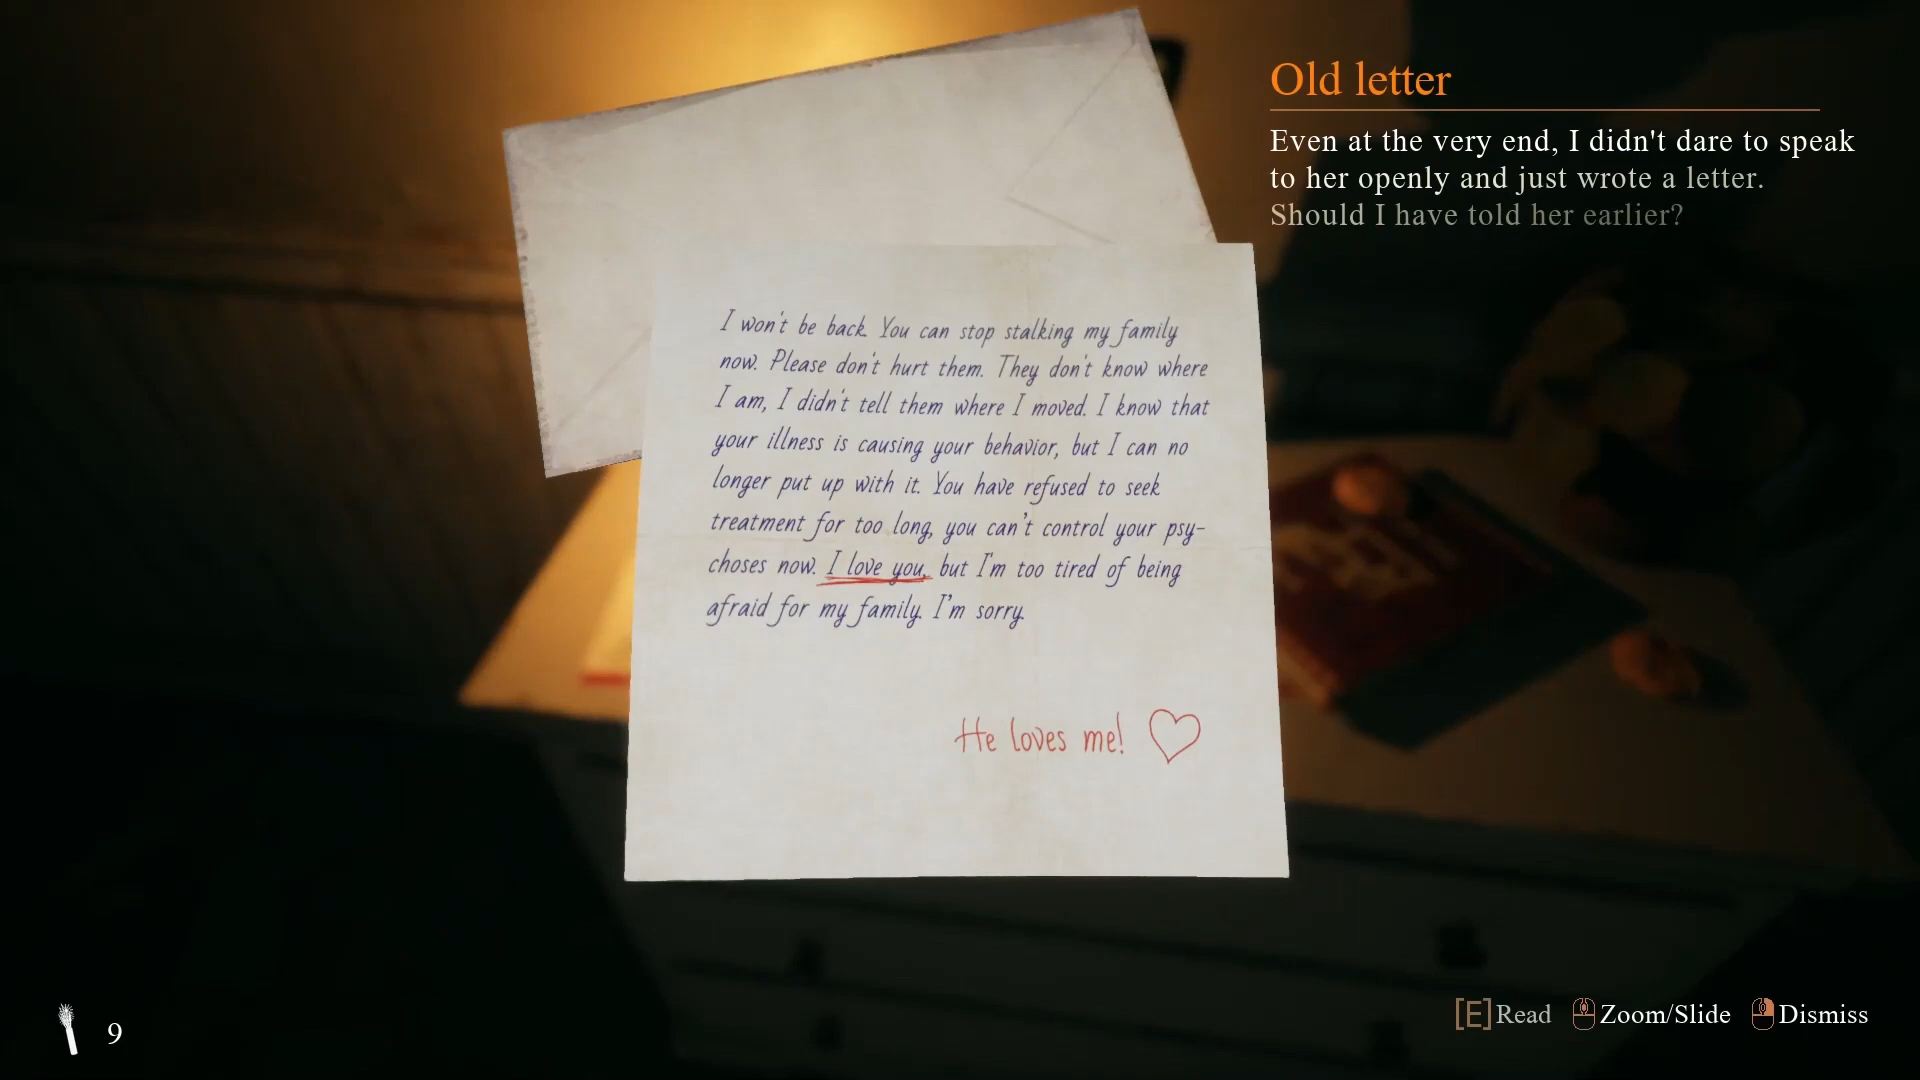 Old letter
Even at the very end, I didn't dare to speak
to her openly and just wrote a letter.
Should I have told her earlier?
I won't be back. You can stop stalking my family
now. Please don't hurt them. They don't know where
I am, I didn't tell them where I moved. I know that
your illness is causing your behavior, but I can no
longer put up with it. You have refused to seek
treatment for too long, you can't control your psy-
choses now. I love you, but I'm too tired of being
afraid for my family. I'm sorry.
He loves me!
9
[E] Read Zoom/Slide Dismiss